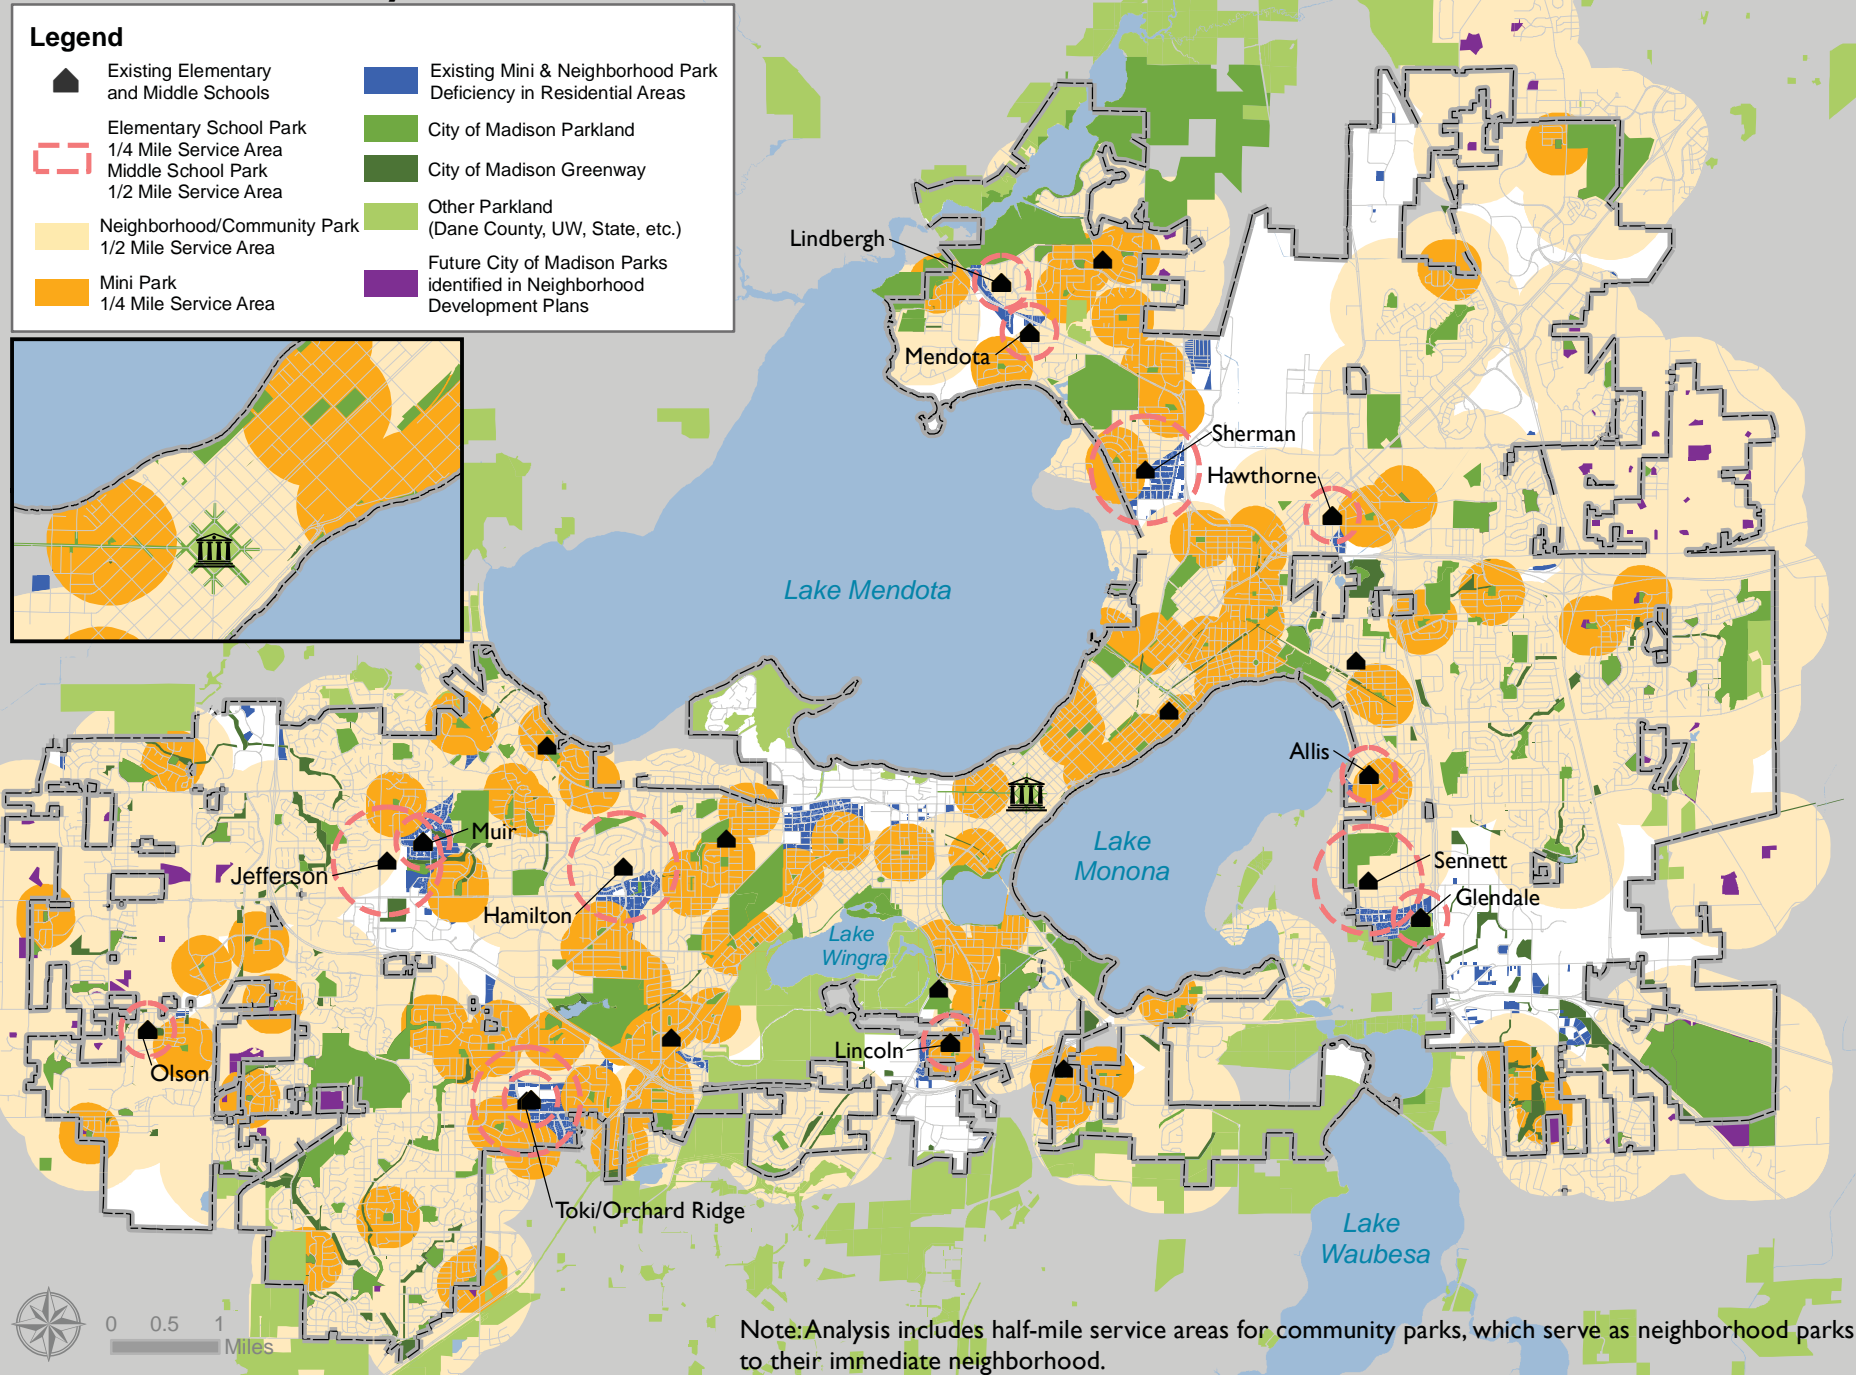 Legend
Existing Elementary
and Middle Schools
Elementary School Park
1/4 Mile Service Area
Middle School Park
1/2 Mile Service Area
Neighborhood/Community Park
1/2 Mile Service Area
Mini Park
1/4 Mile Service Area
Existing Mini & Neighborhood Park
Deficiency in Residential Areas
City of Madison Parkland
City of Madison Greenway
Other Parkland
(Dane County, UW, State, etc.)
Future City of Madison Parks
identified in Neighborhood
Development Plans
Lindbergh
Mendota
Sherman
Hawthorne
Lake Mendota
Allis
Muir
Jefferson
Hamilton
Lake
Monona
Sennett
Glendale
Lake
Wingra
Lincoln
Olson
Toki/Orchard Ridge
Lake
Waubesa
0 0.5 1
Miles
Note: Analysis includes half-mile service areas for community parks, which serve as neighborhood parks
to their immediate neighborhood.